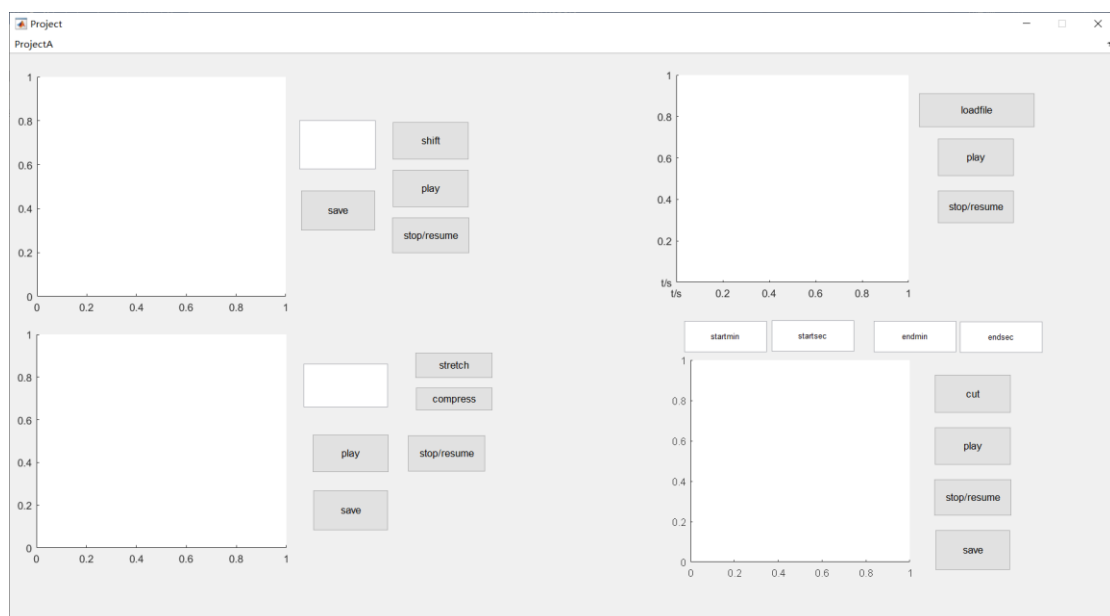 Project
ProjectA
1
0.8
0.6
0.4
0.2
0
0 0.2 0.4 0.6 0.8 1
shift
play
save
stop/resume
1
0.8
0.6
0.4
0.2
t/s
t/s 0.2 0.4 0.6 0.8 1
loadfile
play
stop/resume
1
0.8
0.6
0.4
0.2
0
0 0.2 0.4 0.6 0.8 1
stretch
compress
play stop/resume
save
startmin startsec endmin endsec
1
0.8
0.6
0.4
0.2
0
0 0.2 0.4 0.6 0.8 1
cut
play
stop/resume
save